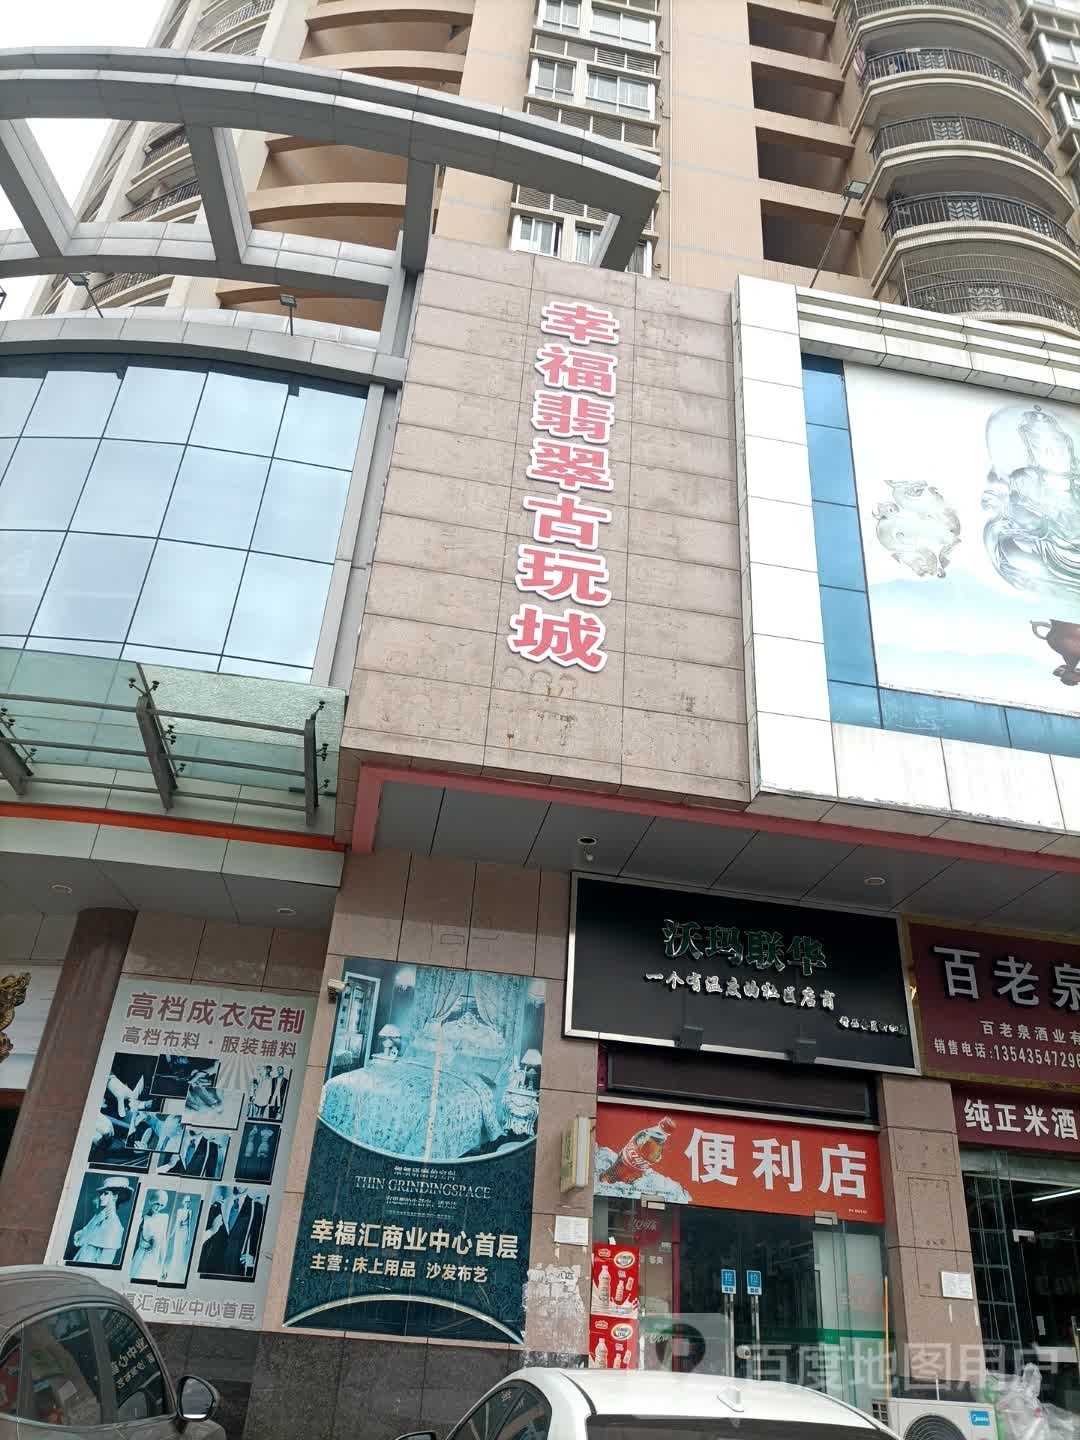 幸福翡翠古玩城
沃玛联华
一个有温度的社区店商
百老泉
百老泉酒业有
销售电话:1354354729
纯正米酒
便利店
高档成衣定制
高档布料·服装辅料
福汇商业中心首层
THIN GRINDINGSPACE
幸福汇商业中心首层
主营:床上用品 沙发布艺
百度地图用户